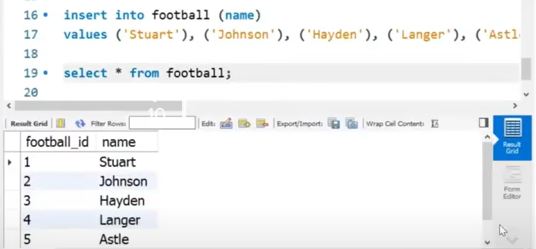 16 insert into football (name)
17 values ('Stuart'), ('Johnson'), ('Hayden'), ('Langer'), ('Astle
18
19 select * from football;
20
Result Grid Filter Rows: Edit: Export/Import: Wrap Cell Content:
football_id name
1 Stuart
2 Johnson
3 Hayden
4 Langer
5 Astle
Result Grid
Form Editor